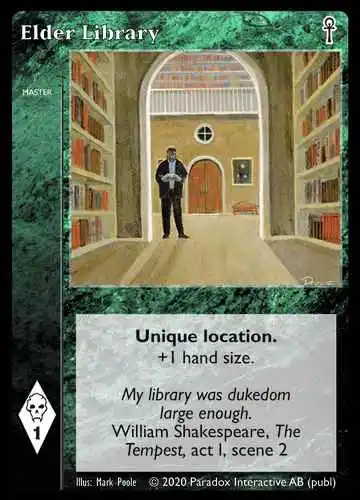 Elder Library
MASTER
Unique location.
+1 hand size.
My library was dukedom
large enough.
William Shakespeare, The
Tempest, act I, scene 2
1
Illus: Mark Poole © 2020 Paradox Interactive AB (publ)